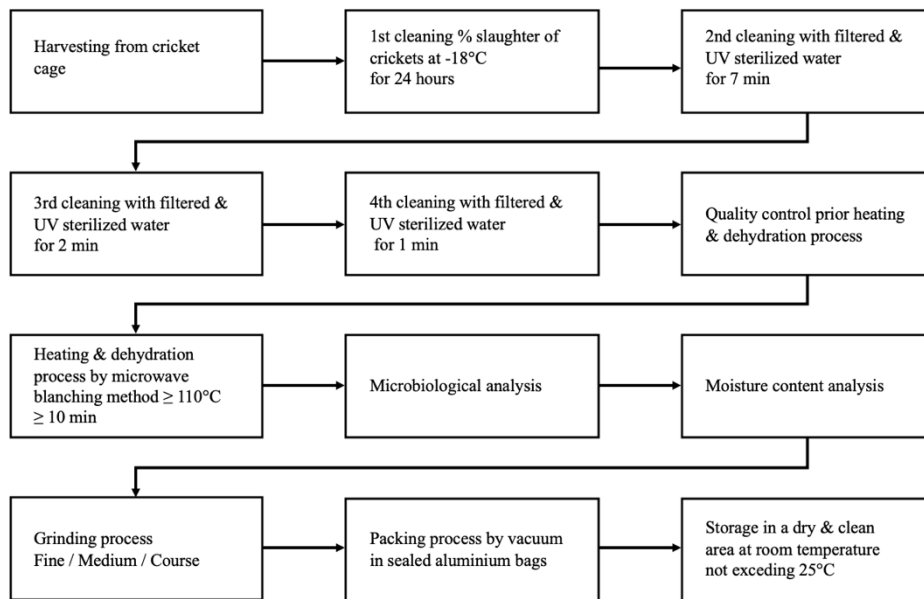 Harvesting from cricket
cage
1st cleaning % slaughter of
crickets at -18°C
for 24 hours
2nd cleaning with filtered &
UV sterilized water
for 7 min
3rd cleaning with filtered &
UV sterilized water
for 2 min
4th cleaning with filtered &
UV sterilized water
for 1 min
Quality control prior heating
& dehydration process
Heating & dehydration
process by microwave
blanching method ≥ 110°C
≥ 10 min
Microbiological analysis
Moisture content analysis
Grinding process
Fine / Medium / Course
Packing process by vacuum
in sealed aluminium bags
Storage in a dry & clean
area at room temperature
not exceeding 25°C